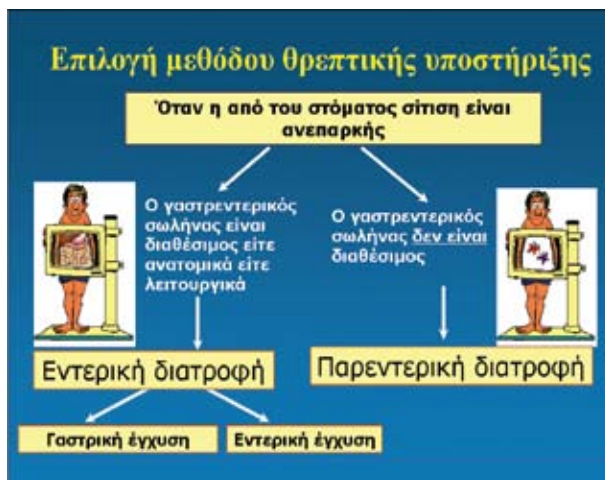 Επιλογή μεθόδου θρεπτικής υποστήριξης
Όταν η από του στόματος σίτιση είναι
ανεπαρκής
Ο γαστρεντερικός
σωλήνας είναι
διαθέσιμος είτε
ανατομικά είτε
λειτουργικά
Ο γαστρεντερικός
σωλήνας δεν είναι
διαθέσιμος
Εντερική διατροφή
Παρεντερική διατροφή
Γαστρική έγχυση
Εντερική έγχυση